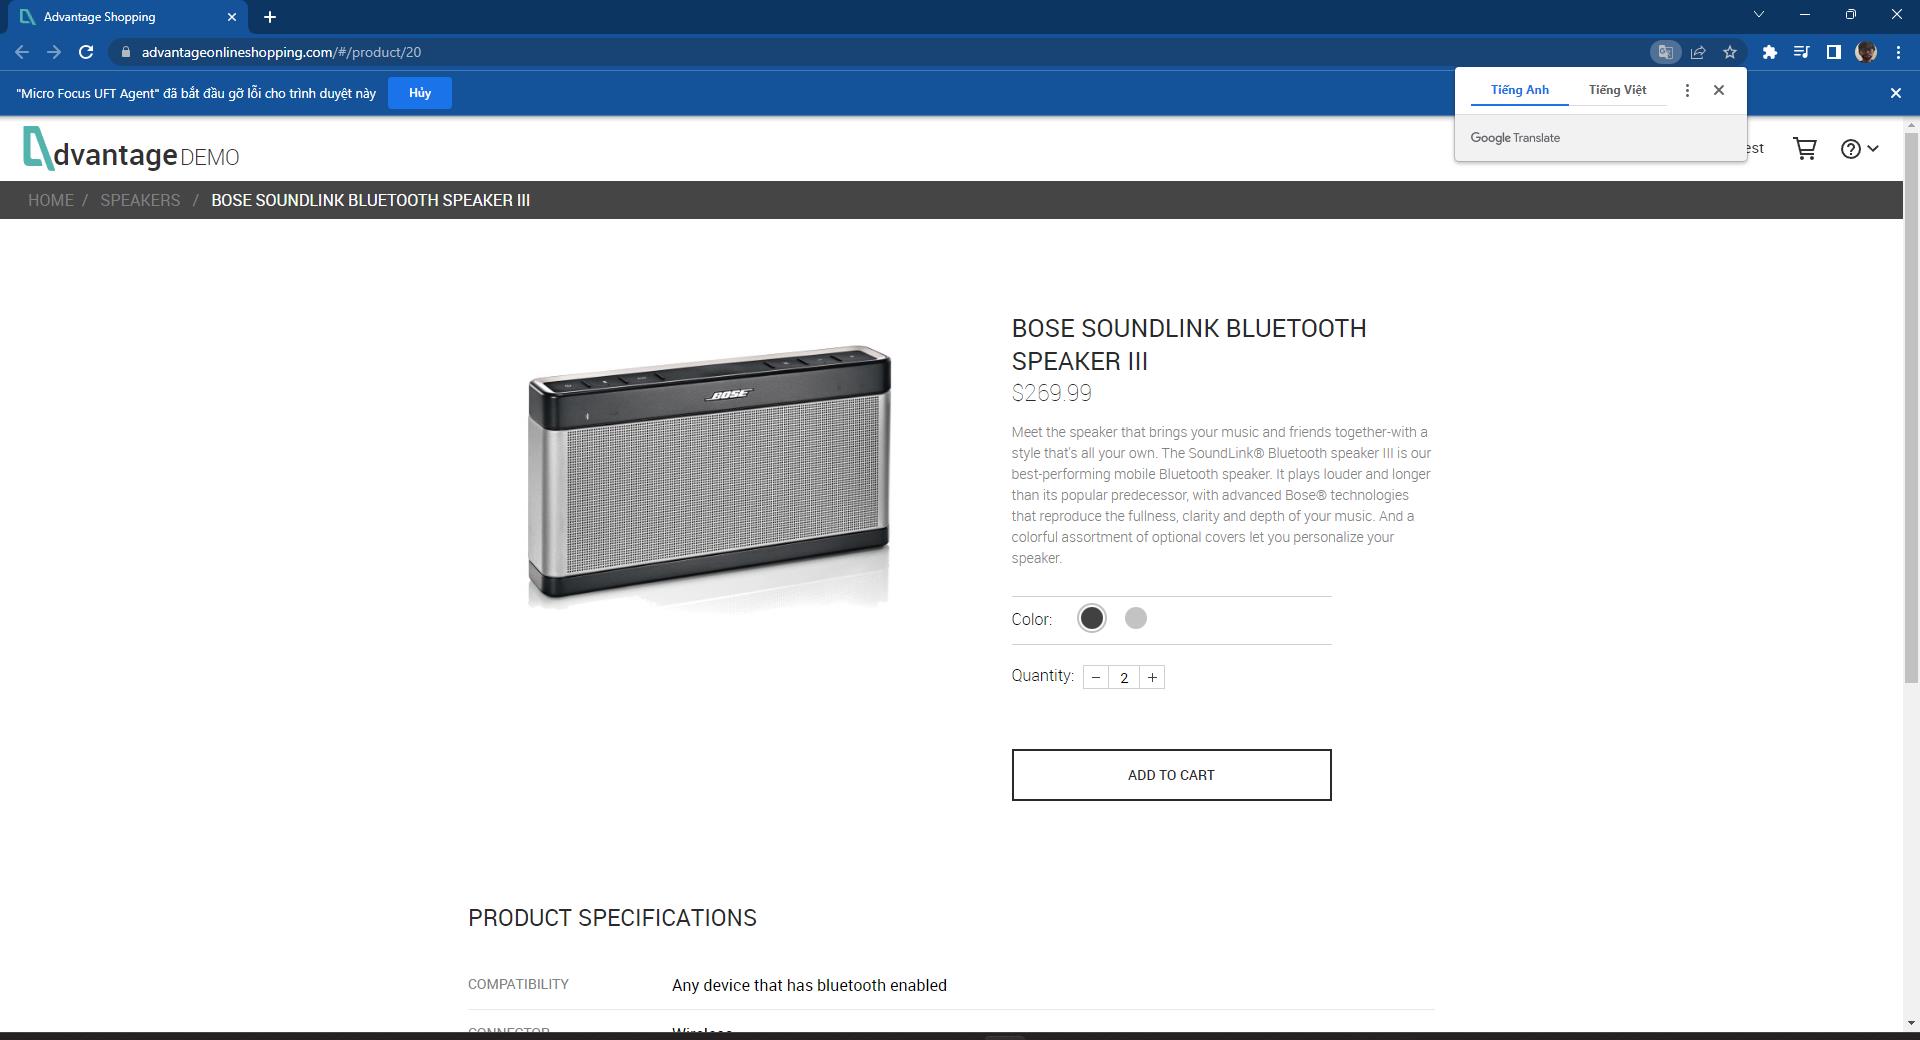 Advantage Shopping
advantageonlineshopping.com/#/product/20
"Micro Focus UFT Agent" đã bắt đầu gỡ lỗi cho trình duyệt này
Hủy
Tiếng Anh
Tiếng Việt
Google Translate
dvantage DEMO
est
HOME / SPEAKERS / BOSE SOUNDLINK BLUETOOTH SPEAKER III
BOSE
BOSE SOUNDLINK BLUETOOTH
SPEAKER III
$269.99
Meet the speaker that brings your music and friends together-with a
style that's all your own. The SoundLink® Bluetooth speaker III is our
best-performing mobile Bluetooth speaker. It plays louder and longer
than its popular predecessor, with advanced Bose® technologies
that reproduce the fullness, clarity and depth of your music. And a
colorful assortment of optional covers let you personalize your
speaker.
Color:
Quantity: − 2 +
ADD TO CART
PRODUCT SPECIFICATIONS
COMPATIBILITY Any device that has bluetooth enabled
CONNECTOR Wireless